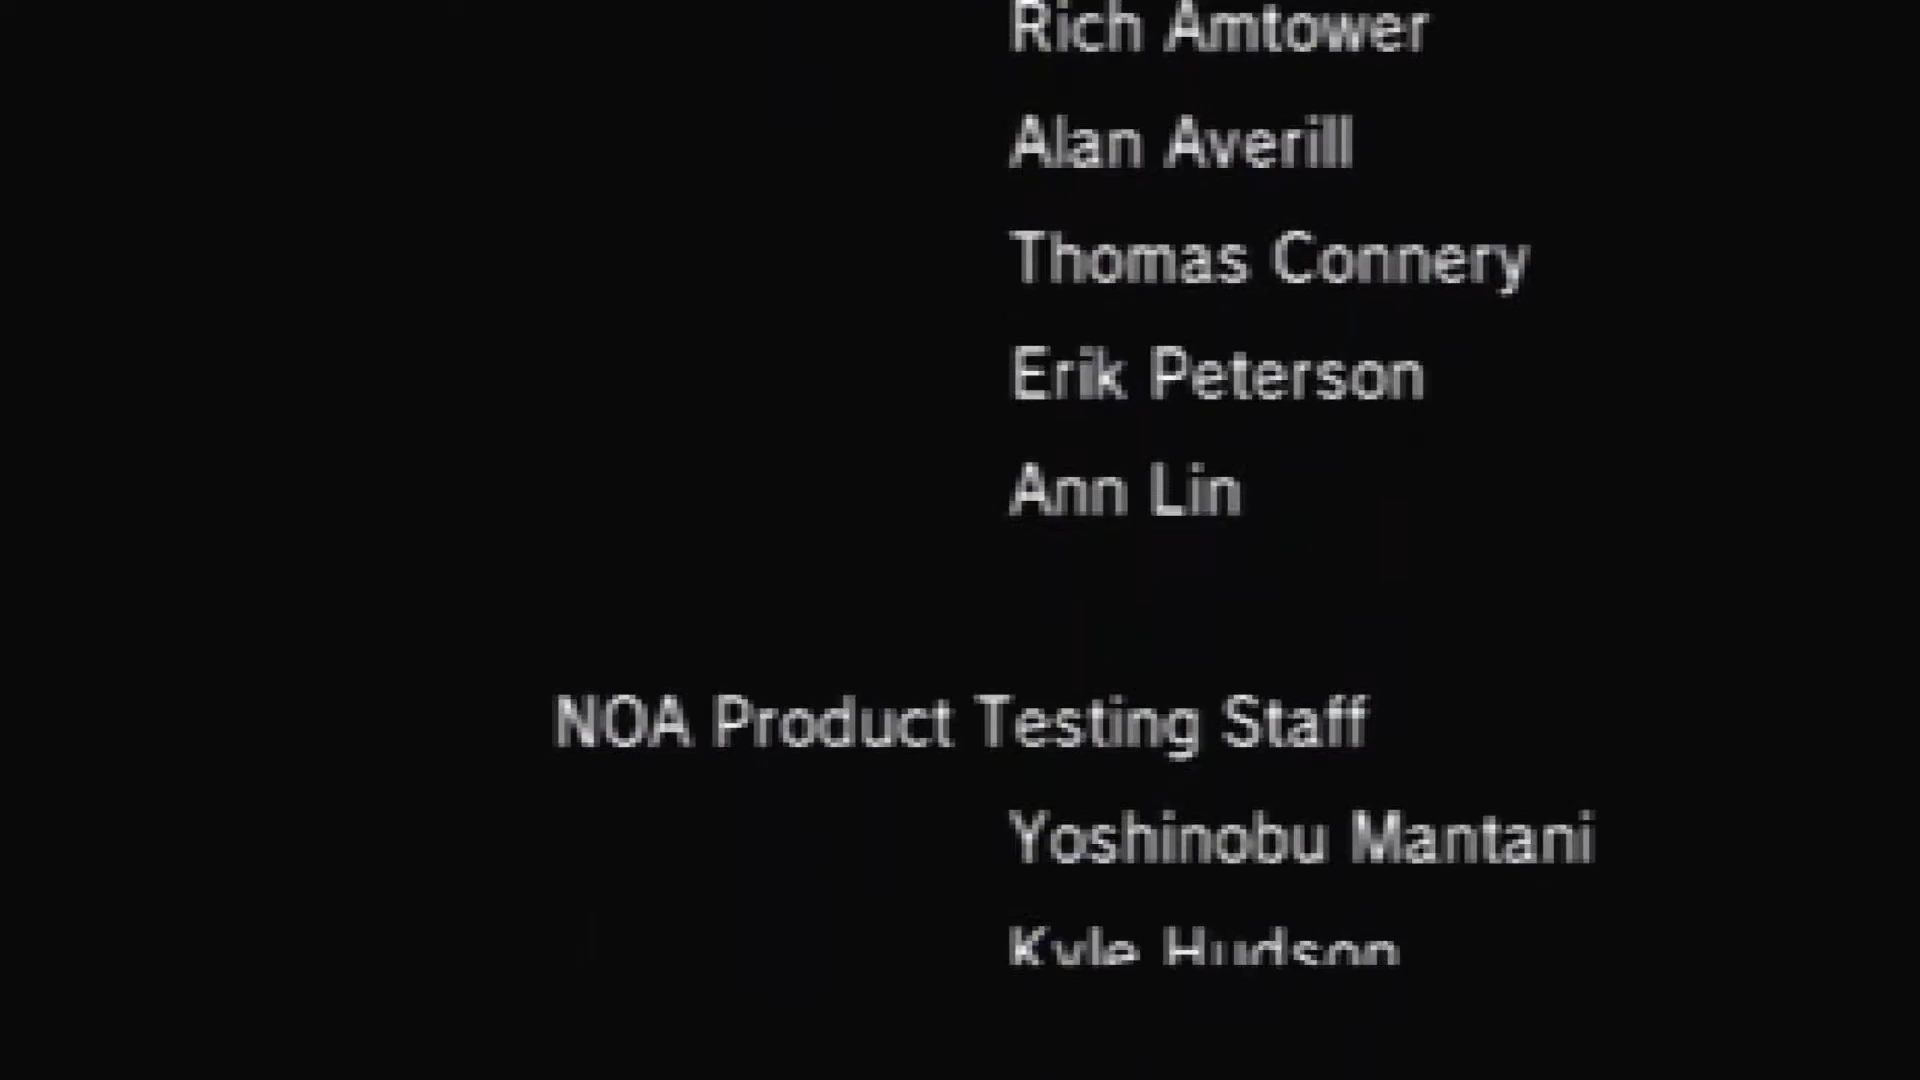 Rich Amtower
Alan Averill
Thomas Connery
Erik Peterson
Ann Lin
NOA Product Testing Staff
Yoshinobu Mantani
Kyle Hudson